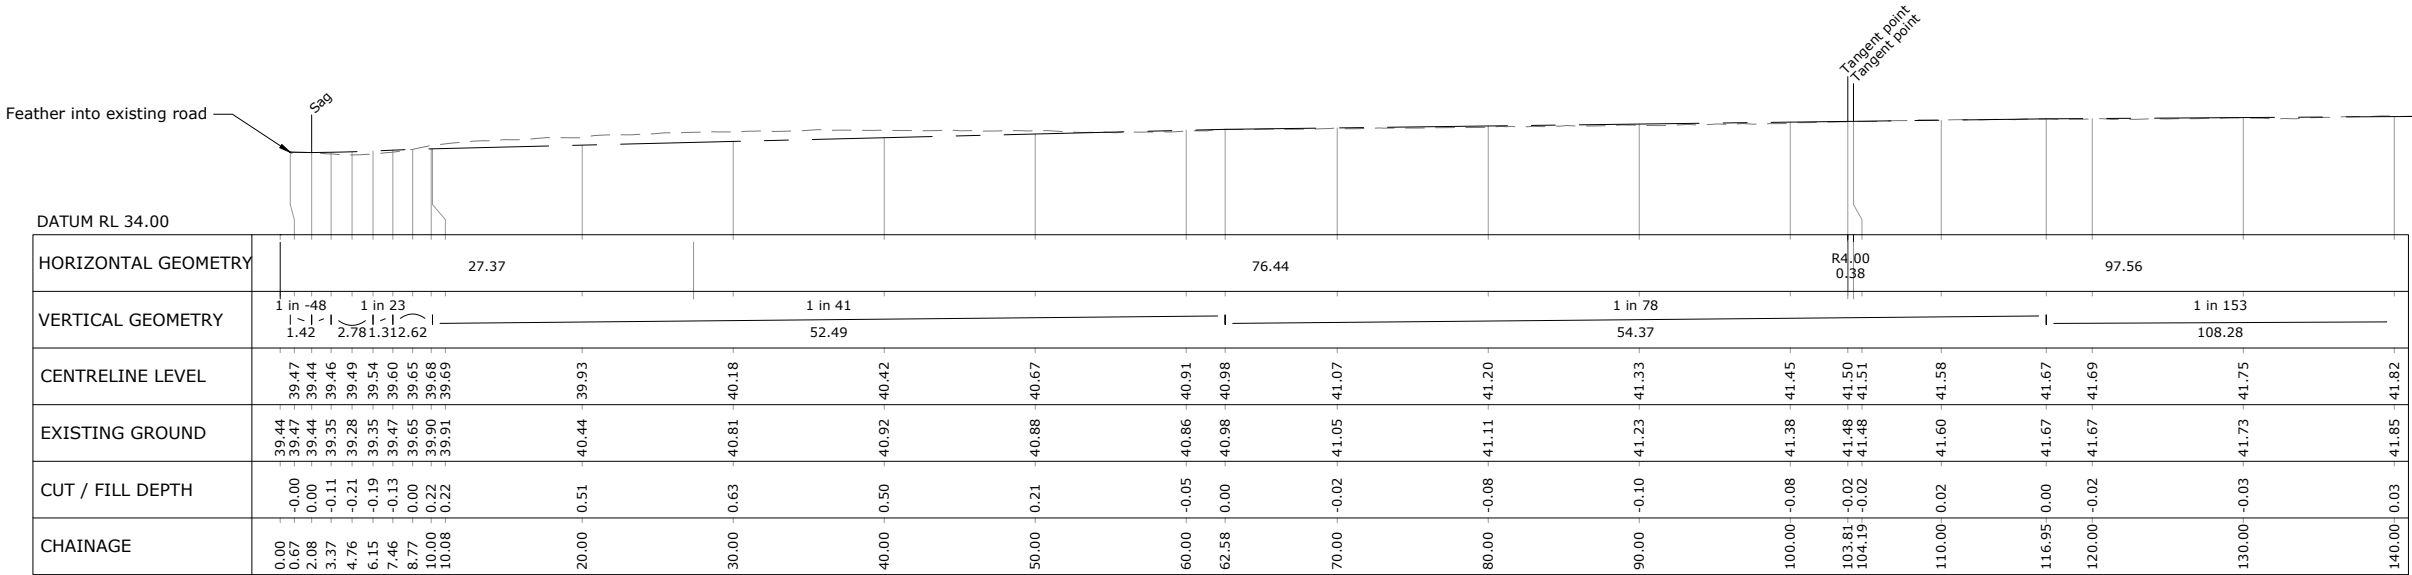 Tangent point
Tangent point
Sag
Feather into existing road
DATUM RL 34.00
HORIZONTAL GEOMETRY
27.37
76.44
R4.00
0.38
97.56
VERTICAL GEOMETRY
1 in -48
1 in 23
1 in 41
1 in 78
1 in 153
1.42
2.78
1.31
2.62
52.49
54.37
108.28
CENTRELINE LEVEL
39.47 39.44 39.46 39.49 39.54 39.60 39.65 39.68 39.69 39.93 40.18 40.42 40.67 40.91 40.98 41.07 41.20 41.33 41.45 41.50 41.51 41.58 41.67 41.69 41.75 41.82
EXISTING GROUND
39.44 39.47 39.44 39.35 39.28 39.35 39.47 39.65 39.90 39.91 40.44 40.81 40.92 40.88 40.86 40.98 41.05 41.11 41.23 41.38 41.48 41.48 41.60 41.67 41.67 41.73 41.85
CUT / FILL DEPTH
-0.00 0.00 -0.11 -0.21 -0.19 -0.13 0.00 0.22 0.22 0.51 0.63 0.50 0.21 -0.05 0.00 -0.02 -0.08 -0.10 -0.08 -0.02 -0.02 0.02 0.00 -0.02 -0.03 0.03
CHAINAGE
0.00 0.67 2.08 3.37 4.76 6.15 7.46 8.77 10.00 10.08 20.00 30.00 40.00 50.00 60.00 62.58 70.00 80.00 90.00 100.00 103.81 104.19 110.00 116.95 120.00 130.00 140.00